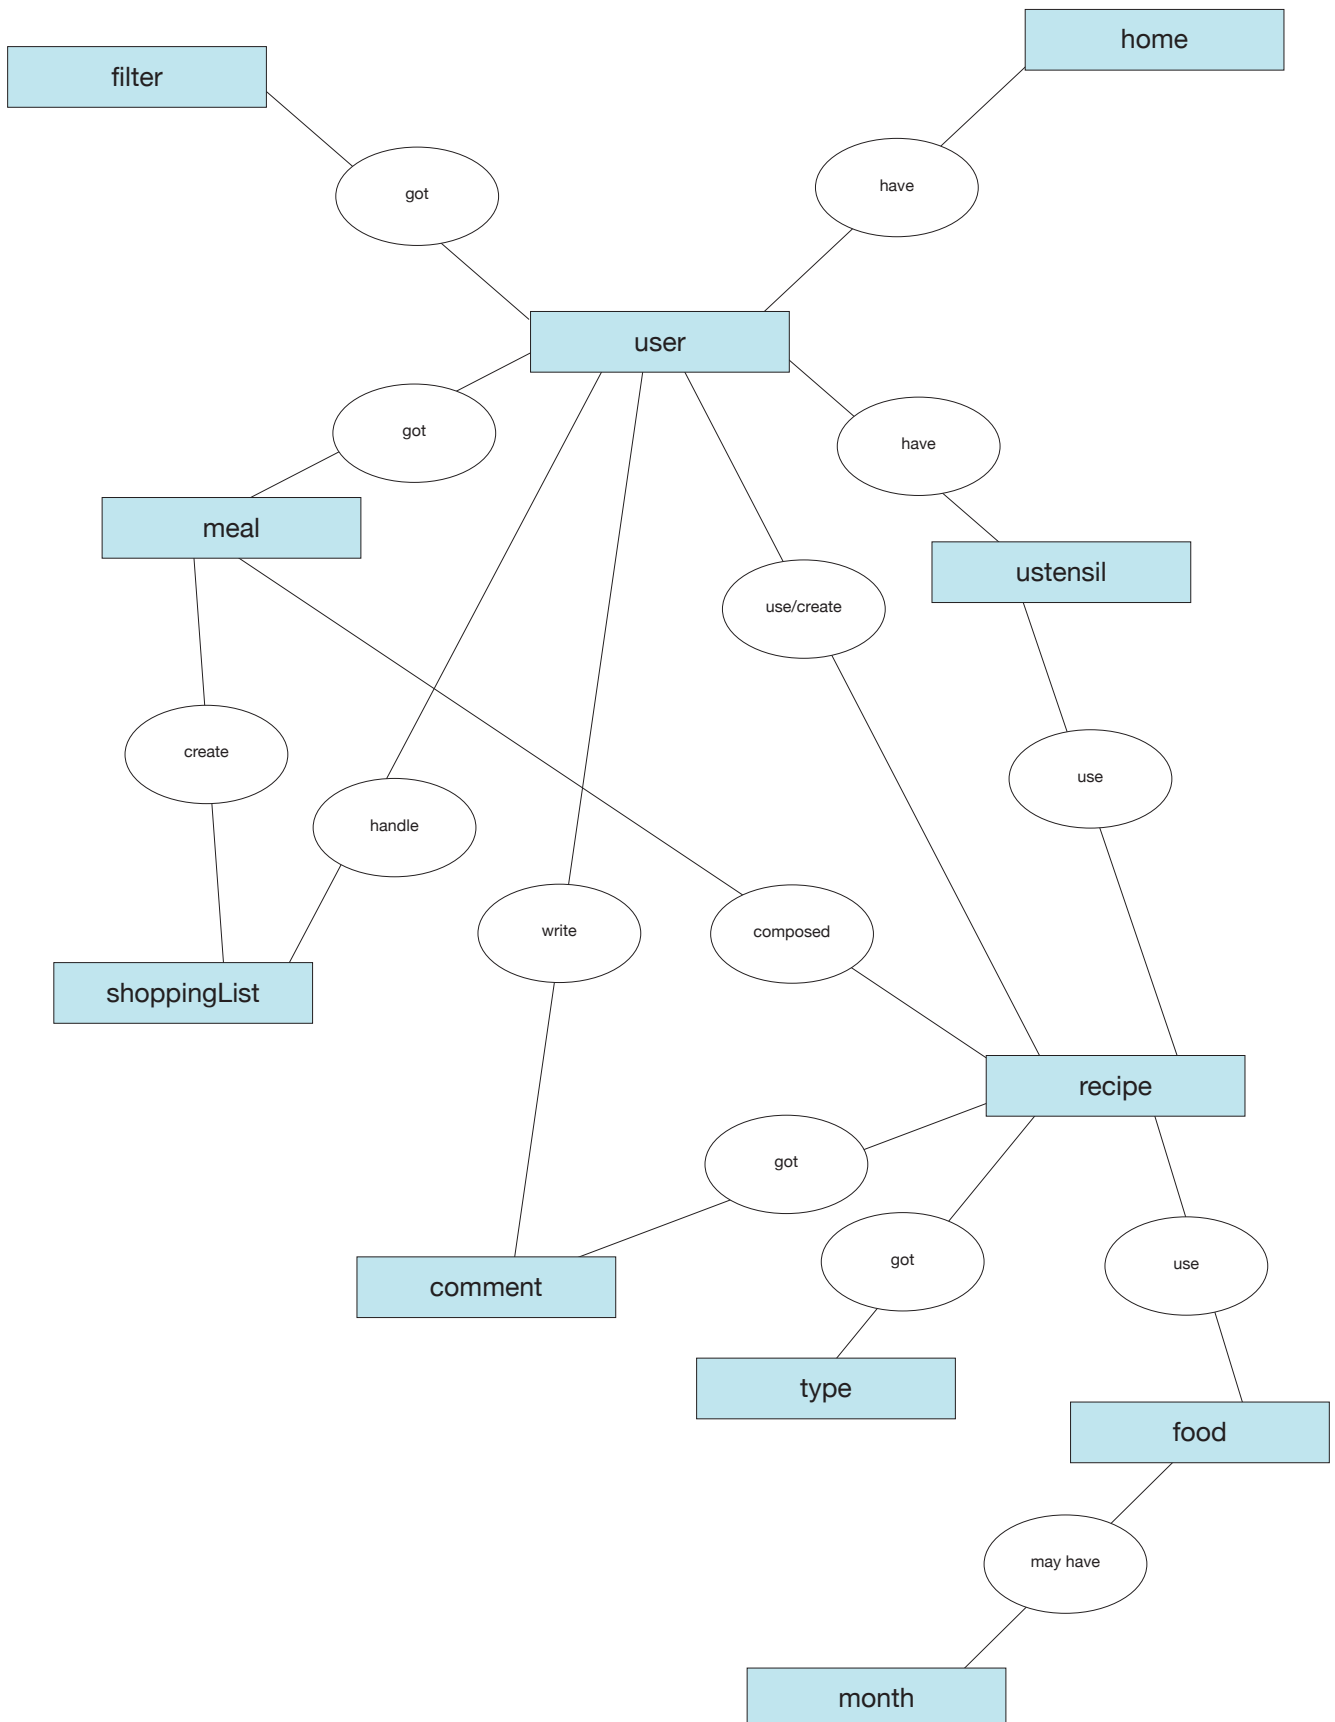 home
filter
have
got
user
got
have
meal
ustensil
use/create
create
use
handle
write
composed
shoppingList
recipe
got
got
use
comment
type
food
may have
month